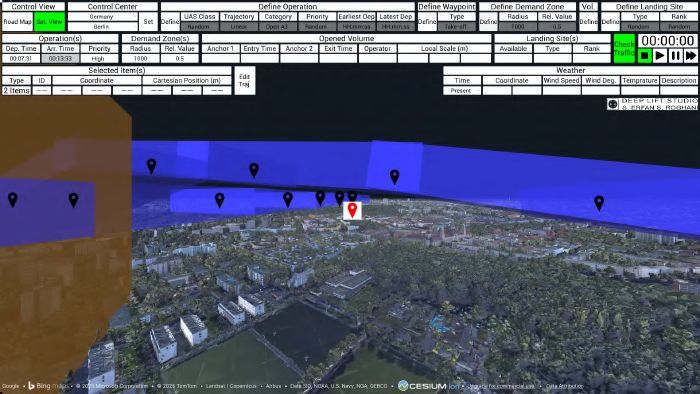 Control View Control Center Define Operation Define Waypoint Define Demand Zone Vol. Define Landing Site
Road Map Sat. View Germany Berlin Set Define UAS Class Trajectory Category Priority Earliest Dep Latest Dep Define Type Define Radius Rel. Value Define Define Type Rank
Random Linear Open A3 Random HH:mm:ss HH:mm:ss Take-off 1000 0.5 Random Random
Operation(s) Demand Zone(s) Opened Volume Landing Site(s) Check Traffic 00:00:00
Dep. Time Arr. Time Priority Radius Rel. Value Anchor 1 Entry Time Anchor 2 Exit Time Operator Local Scale (m) Available Type Rank
00:07:31 00:13:33 High 1000 0.5
Selected Item(s) Edit Traj. Weather
Type ID Coordinate Cartesian Position (m) Time Coordinate Wind Speed Wind Deg. Temprature Description
2 Items -- -- -- -- -- -- Present
DEEP LIFT STUDIO
S. ERFAN S. ROGHANI
Google • Bing maps • © 2025 Microsoft Corporation • © 2025 TomTom • Landsat / Copernicus • Airbus • Data SIO, NOAA, U.S. Navy, NGA, GEBCO • CESIUM ion Upgrade for commercial use. • Data Attributions